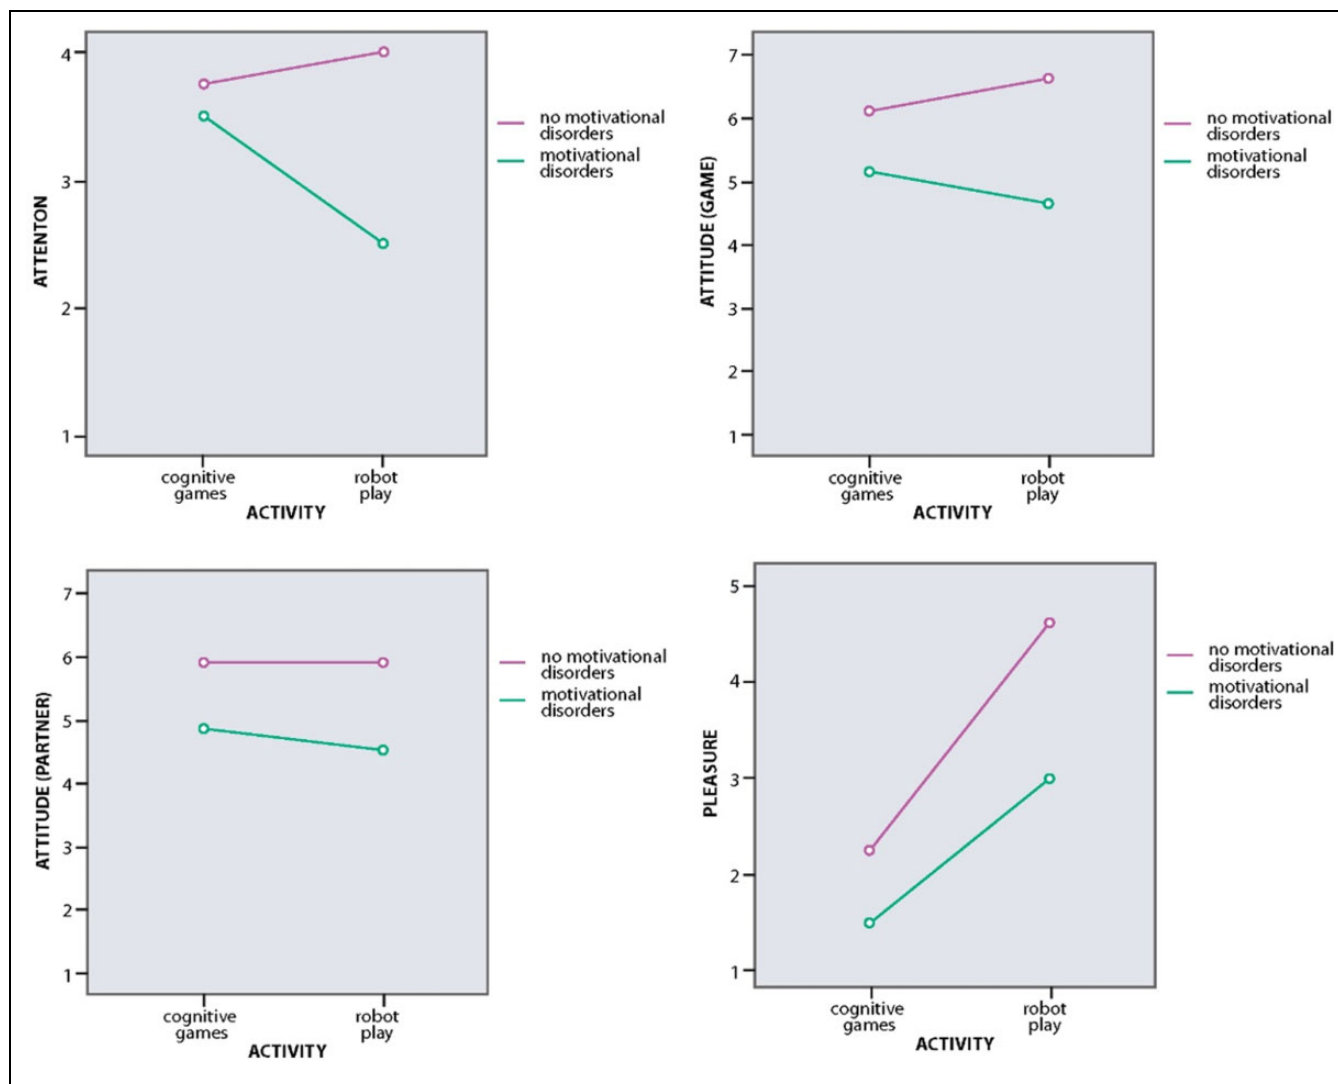 ATTENTON
4
3
2
1
cognitive
games
robot
play
ACTIVITY
no motivational
disorders
motivational
disorders
ATTITUDE (GAME)
7
6
5
4
3
2
1
cognitive
games
robot
play
ACTIVITY
no motivational
disorders
motivational
disorders
ATTITUDE (PARTNER)
7
6
5
4
3
2
1
cognitive
games
robot
play
ACTIVITY
no motivational
disorders
motivational
disorders
PLEASURE
5
4
3
2
1
cognitive
games
robot
play
ACTIVITY
no motivational
disorders
motivational
disorders